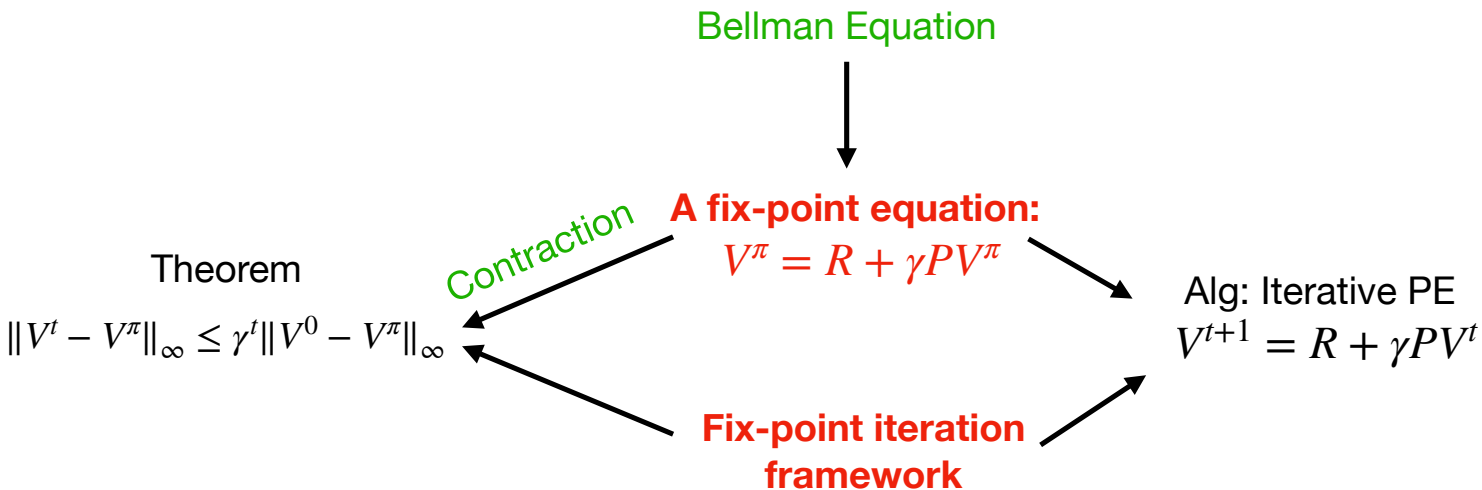 Bellman Equation
A fix-point equation:
V^π = R + γPV^π
Contraction
Theorem
‖V^t − V^π‖_∞ ≤ γ^t‖V^0 − V^π‖_∞
Alg: Iterative PE
V^{t+1} = R + γPV^t
Fix-point iteration
framework